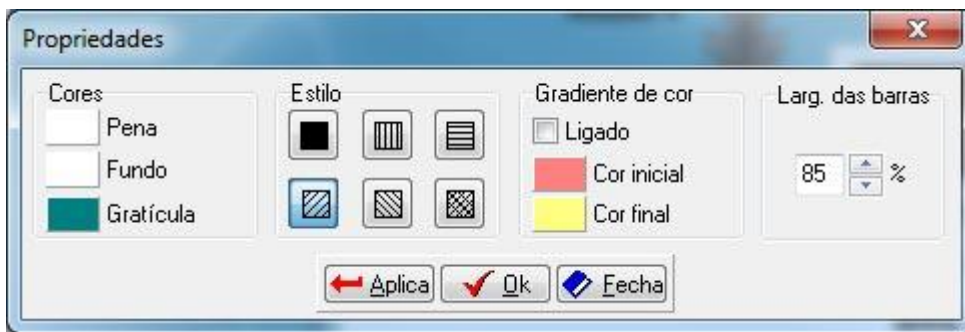 Propriedades
Cores
Pena
Fundo
Gratícula
Estilo
Gradiente de cor
Ligado
Cor inicial
Cor final
Larg. das barras
85 %
Aplica Ok Fecha